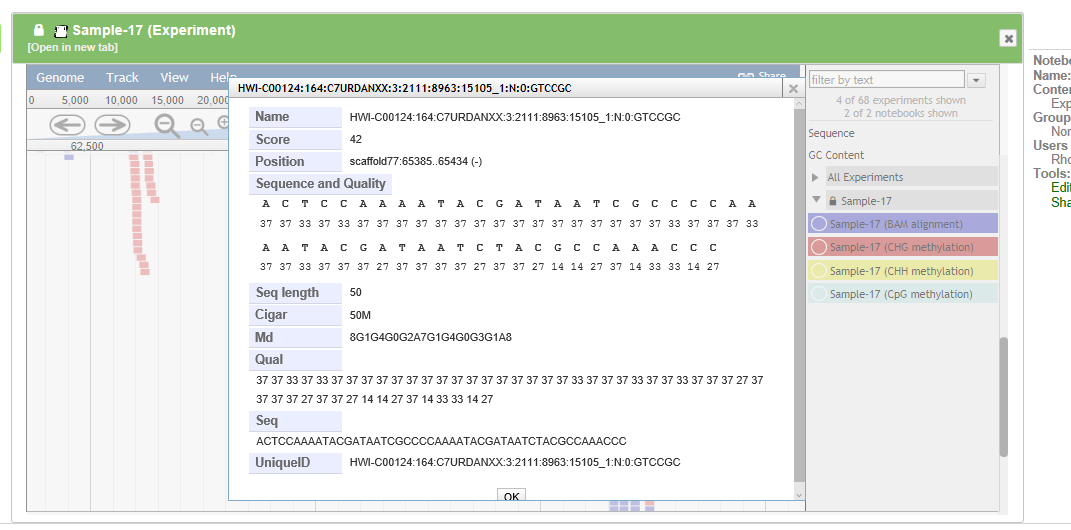 Sample-17 (Experiment)
[Open in new tab]
Genome Track View Help Share
0 5,000 10,000 15,000 20,000
62,500
HWI-C00124:164:C7URDANXX:3:2111:8963:15105_1:N:0:GTCCGC
Name HWI-C00124:164:C7URDANXX:3:2111:8963:15105_1:N:0:GTCCGC
Score 42
Position scaffold77:65385..65434 (-)
Sequence and Quality
A C T C C A A A A T A C G A T A A T C G C C C C A A
37 37 33 37 33 37 37 37 37 37 37 37 37 37 37 37 37 37 37 37 37 33 37 37 37 33
A A T A C G A T A A T C T A C G C C A A A C C C
37 37 33 37 37 37 27 37 37 37 37 27 37 37 27 14 14 27 37 14 33 33 14 27
Seq length 50
Cigar 50M
Md 8G1G4G0G2A7G1G4G0G3G1A8
Qual
37 37 33 37 33 37 37 37 37 37 37 37 37 37 37 37 37 37 37 37 37 33 37 37 37 33 37 37 33 37 37 37 27 37
37 37 37 27 37 37 27 14 14 27 37 14 33 33 14 27
Seq
ACTCCAAAATACGATAATCGCCCCAAAATACGATAATCTACGCCAAACCC
UniqueID HWI-C00124:164:C7URDANXX:3:2111:8963:15105_1:N:0:GTCCGC
OK
filter by text
4 of 68 experiments shown
2 of 2 notebooks shown
Sequence
GC Content
All Experiments
Sample-17
Sample-17 (BAM alignment)
Sample-17 (CHG methylation)
Sample-17 (CHH methylation)
Sample-17 (CpG methylation)
Notebo
Name:
Conter
Exp
Group
Nor
Users
Rho
Tools:
Edit
Sha